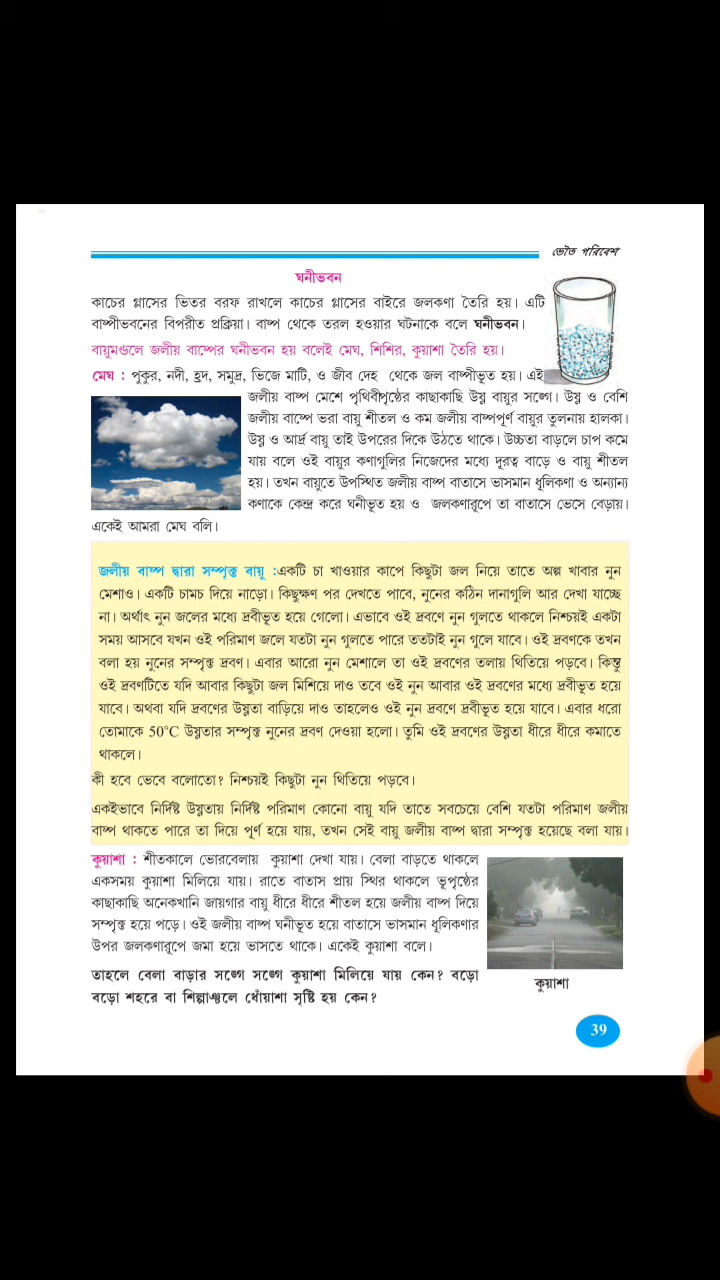 ভৌত পরিবেশ
ঘনীভবন
কাচের গ্লাসের ভিতর বরফ রাখলে কাচের গ্লাসের বাইরে জলকণা তৈরি হয়। এটি
বাষ্পীভবনের বিপরীত প্রক্রিয়া। বাষ্প থেকে তরল হওয়ার ঘটনাকে বলে ঘনীভবন।
বায়ুমণ্ডলে জলীয় বাষ্পের ঘনীভবন হয় বলেই মেঘ, শিশির, কুয়াশা তৈরি হয়।
মেঘ : পুকুর, নদী, হ্রদ, সমুদ্র, ভিজে মাটি, ও জীব দেহ থেকে জল বাষ্পীভূত হয়। এই
জলীয় বাষ্প মেশে পৃথিবীপৃষ্ঠের কাছাকাছি উষ্ণ বায়ুর সঙ্গে। উষ্ণ ও বেশি
জলীয় বাষ্পে ভরা বায়ু শীতল ও কম জলীয় বাষ্পপূর্ণ বায়ুর তুলনায় হালকা।
উষ্ণ ও আর্দ্র বায়ু তাই উপরের দিকে উঠতে থাকে। উচ্চতা বাড়লে চাপ কমে
যায় বলে ওই বায়ুর কণাগুলির নিজেদের মধ্যে দূরত্ব বাড়ে ও বায়ু শীতল
হয়। তখন বায়ুতে উপস্থিত জলীয় বাষ্প বাতাসে ভাসমান ধূলিকণা ও অন্যান্য
কণাকে কেন্দ্র করে ঘনীভূত হয় ও জলকণারূপে তা বাতাসে ভেসে বেড়ায়।
একেই আমরা মেঘ বলি।
জলীয় বাষ্প দ্বারা সম্পৃক্ত বায়ু :একটি চা খাওয়ার কাপে কিছুটা জল নিয়ে তাতে অল্প খাবার নুন
মেশাও। একটি চামচ দিয়ে নাড়ো। কিছুক্ষণ পর দেখতে পাবে, নুনের কঠিন দানাগুলি আর দেখা যাচ্ছে
না। অর্থাৎ নুন জলের মধ্যে দ্রবীভূত হয়ে গেলো। এভাবে ওই দ্রবণে নুন গুলতে থাকলে নিশ্চয়ই একটা
সময় আসবে যখন ওই পরিমাণ জলে যতটা নুন গুলতে পারে ততটাই নুন গুলে যাবে। ওই দ্রবণকে তখন
বলা হয় নুনের সম্পৃক্ত দ্রবণ। এবার আরো নুন মেশালে তা ওই দ্রবণের তলায় থিতিয়ে পড়বে। কিন্তু
ওই দ্রবণটিতে যদি আবার কিছুটা জল মিশিয়ে দাও তবে ওই নুন আবার ওই দ্রবণের মধ্যে দ্রবীভূত হয়ে
যাবে। অথবা যদি দ্রবণের উষ্ণতা বাড়িয়ে দাও তাহলেও ওই নুন দ্রবণে দ্রবীভূত হয়ে যাবে। এবার ধরো
তোমাকে 50°C উষ্ণতার সম্পৃক্ত নুনের দ্রবণ দেওয়া হলো। তুমি ওই দ্রবণের উষ্ণতা ধীরে ধীরে কমাতে
থাকলে।
কী হবে ভেবে বলোতো? নিশ্চয়ই কিছুটা নুন থিতিয়ে পড়বে।
একইভাবে নির্দিষ্ট উষ্ণতায় নির্দিষ্ট পরিমাণ কোনো বায়ু যদি তাতে সবচেয়ে বেশি যতটা পরিমাণ জলীয়
বাষ্প থাকতে পারে তা দিয়ে পূর্ণ হয়ে যায়, তখন সেই বায়ু জলীয় বাষ্প দ্বারা সম্পৃক্ত হয়েছে বলা যায়।
কুয়াশা : শীতকালে ভোরবেলায় কুয়াশা দেখা যায়। বেলা বাড়তে থাকলে
একসময় কুয়াশা মিলিয়ে যায়। রাতে বাতাস প্রায় স্থির থাকলে ভূপৃষ্ঠের
কাছাকাছি অনেকখানি জায়গার বায়ু ধীরে ধীরে শীতল হয়ে জলীয় বাষ্প দিয়ে
সম্পৃক্ত হয়ে পড়ে। ওই জলীয় বাষ্প ঘনীভূত হয়ে বাতাসে ভাসমান ধূলিকণার
উপর জলকণারূপে জমা হয়ে ভাসতে থাকে। একেই কুয়াশা বলে।
তাহলে বেলা বাড়ার সঙ্গে সঙ্গে কুয়াশা মিলিয়ে যায় কেন? বড়ো
বড়ো শহরে বা শিল্পাঞ্চলে ধোঁয়াশা সৃষ্টি হয় কেন?
কুয়াশা
39